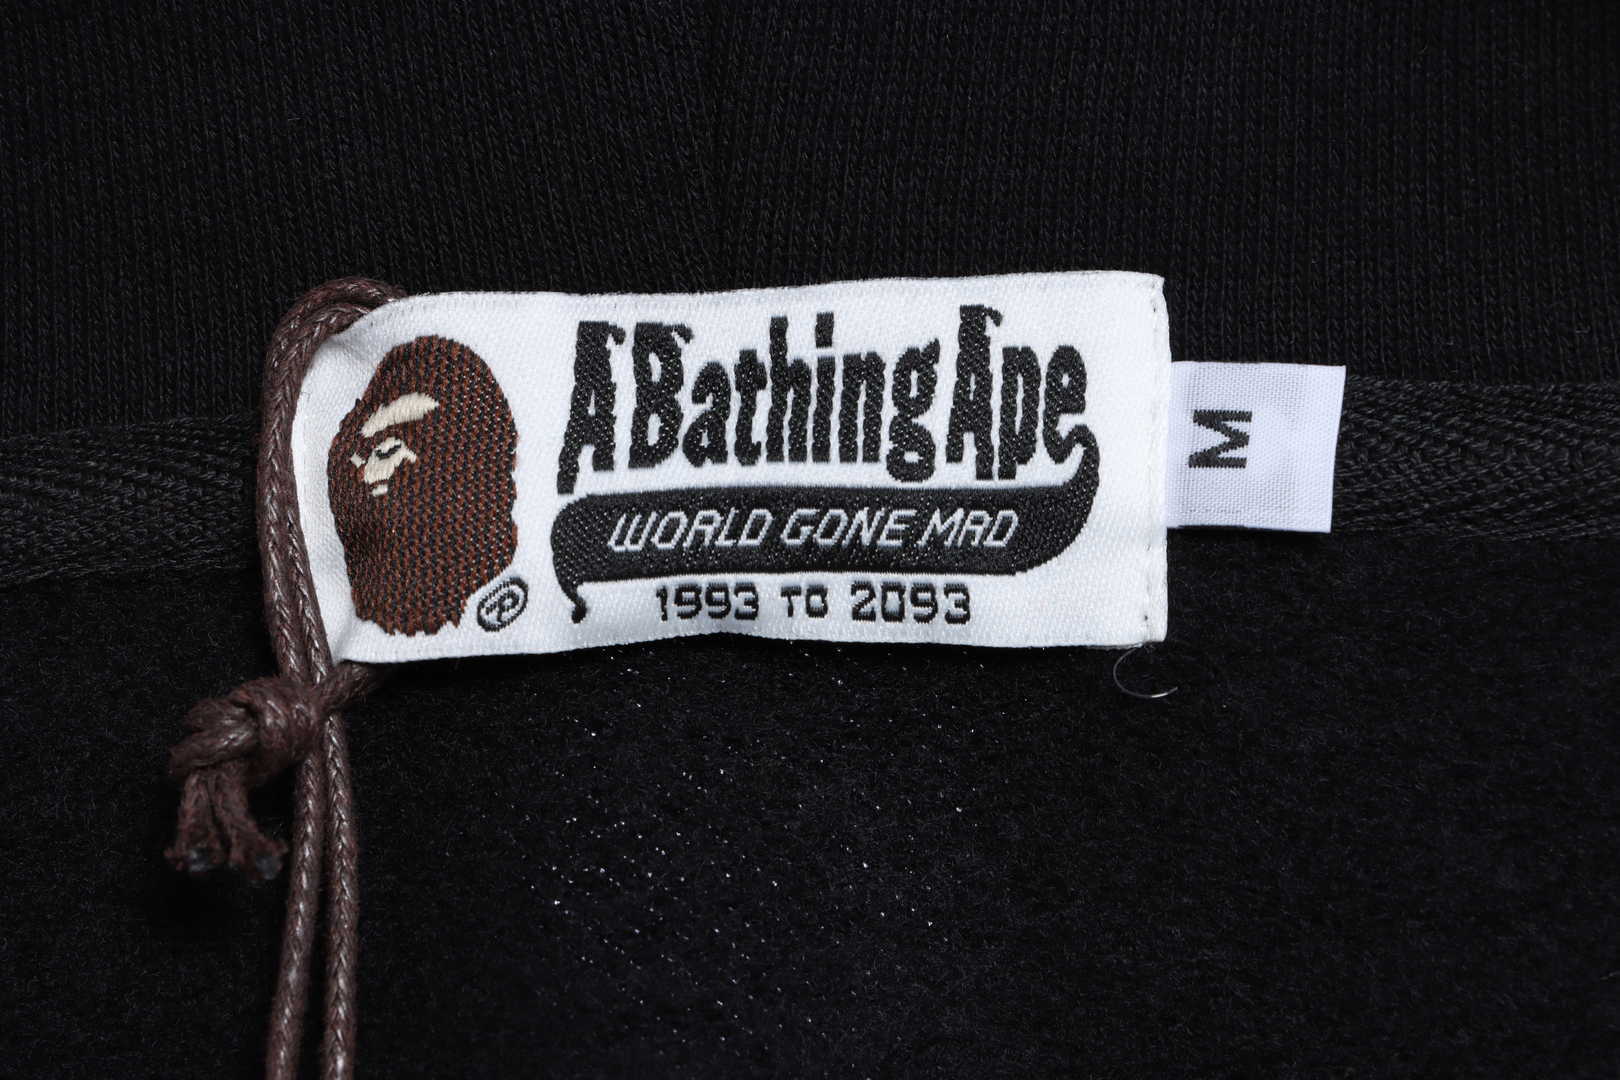 A Bathing Ape
WORLD GONE MAD
1993 TO 2093
®
M